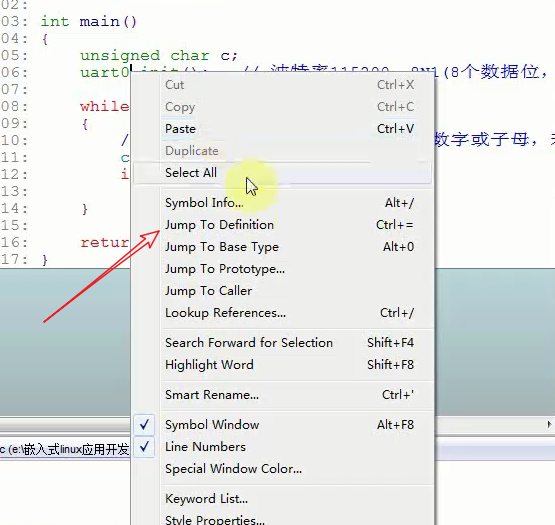 02:
03: int main()
04: {
05: unsigned char c;
06: uart0_init(); // 波特率115200, 8N1(8个数据位,
07:
08: while
09: {
10: / 数字或子母,
11: c
12: i
13:
14: }
15:
16: retur
17: }
Cut Ctrl+X
Copy Ctrl+C
Paste Ctrl+V
Duplicate
Select All
Symbol Info... Alt+/
Jump To Definition Ctrl+=
Jump To Base Type Alt+0
Jump To Prototype...
Jump To Caller
Lookup References... Ctrl+/
Search Forward for Selection Shift+F4
Highlight Word Shift+F8
Smart Rename... Ctrl+'
Symbol Window Alt+F8
Line Numbers
Special Window Color...
Keyword List...
Style Properties...
c (e:\嵌入式linux应用开发